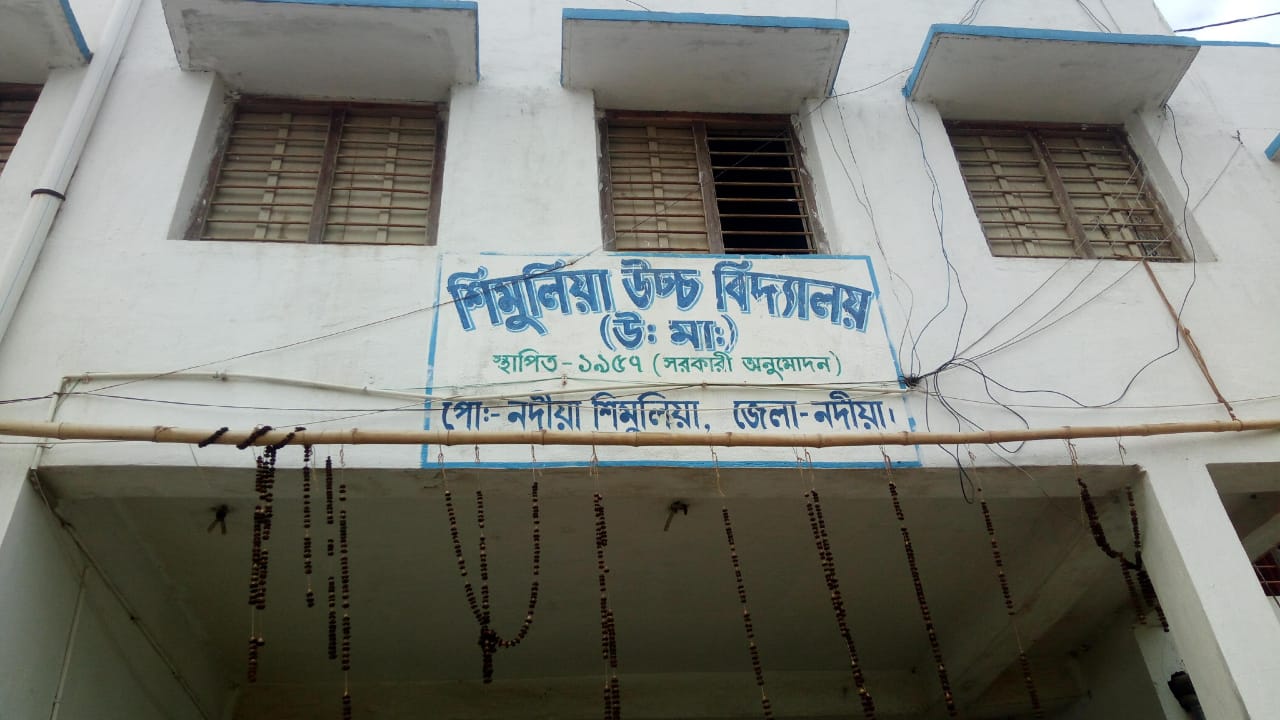 শিমুলিয়া উচ্চ বিদ্যালয়
(উঃ মাঃ)
স্থাপিত - ১৯৫৭ (সরকারী অনুমোদন)
পোঃ- নদীয়া শিমুলিয়া, জেলা- নদীয়া।